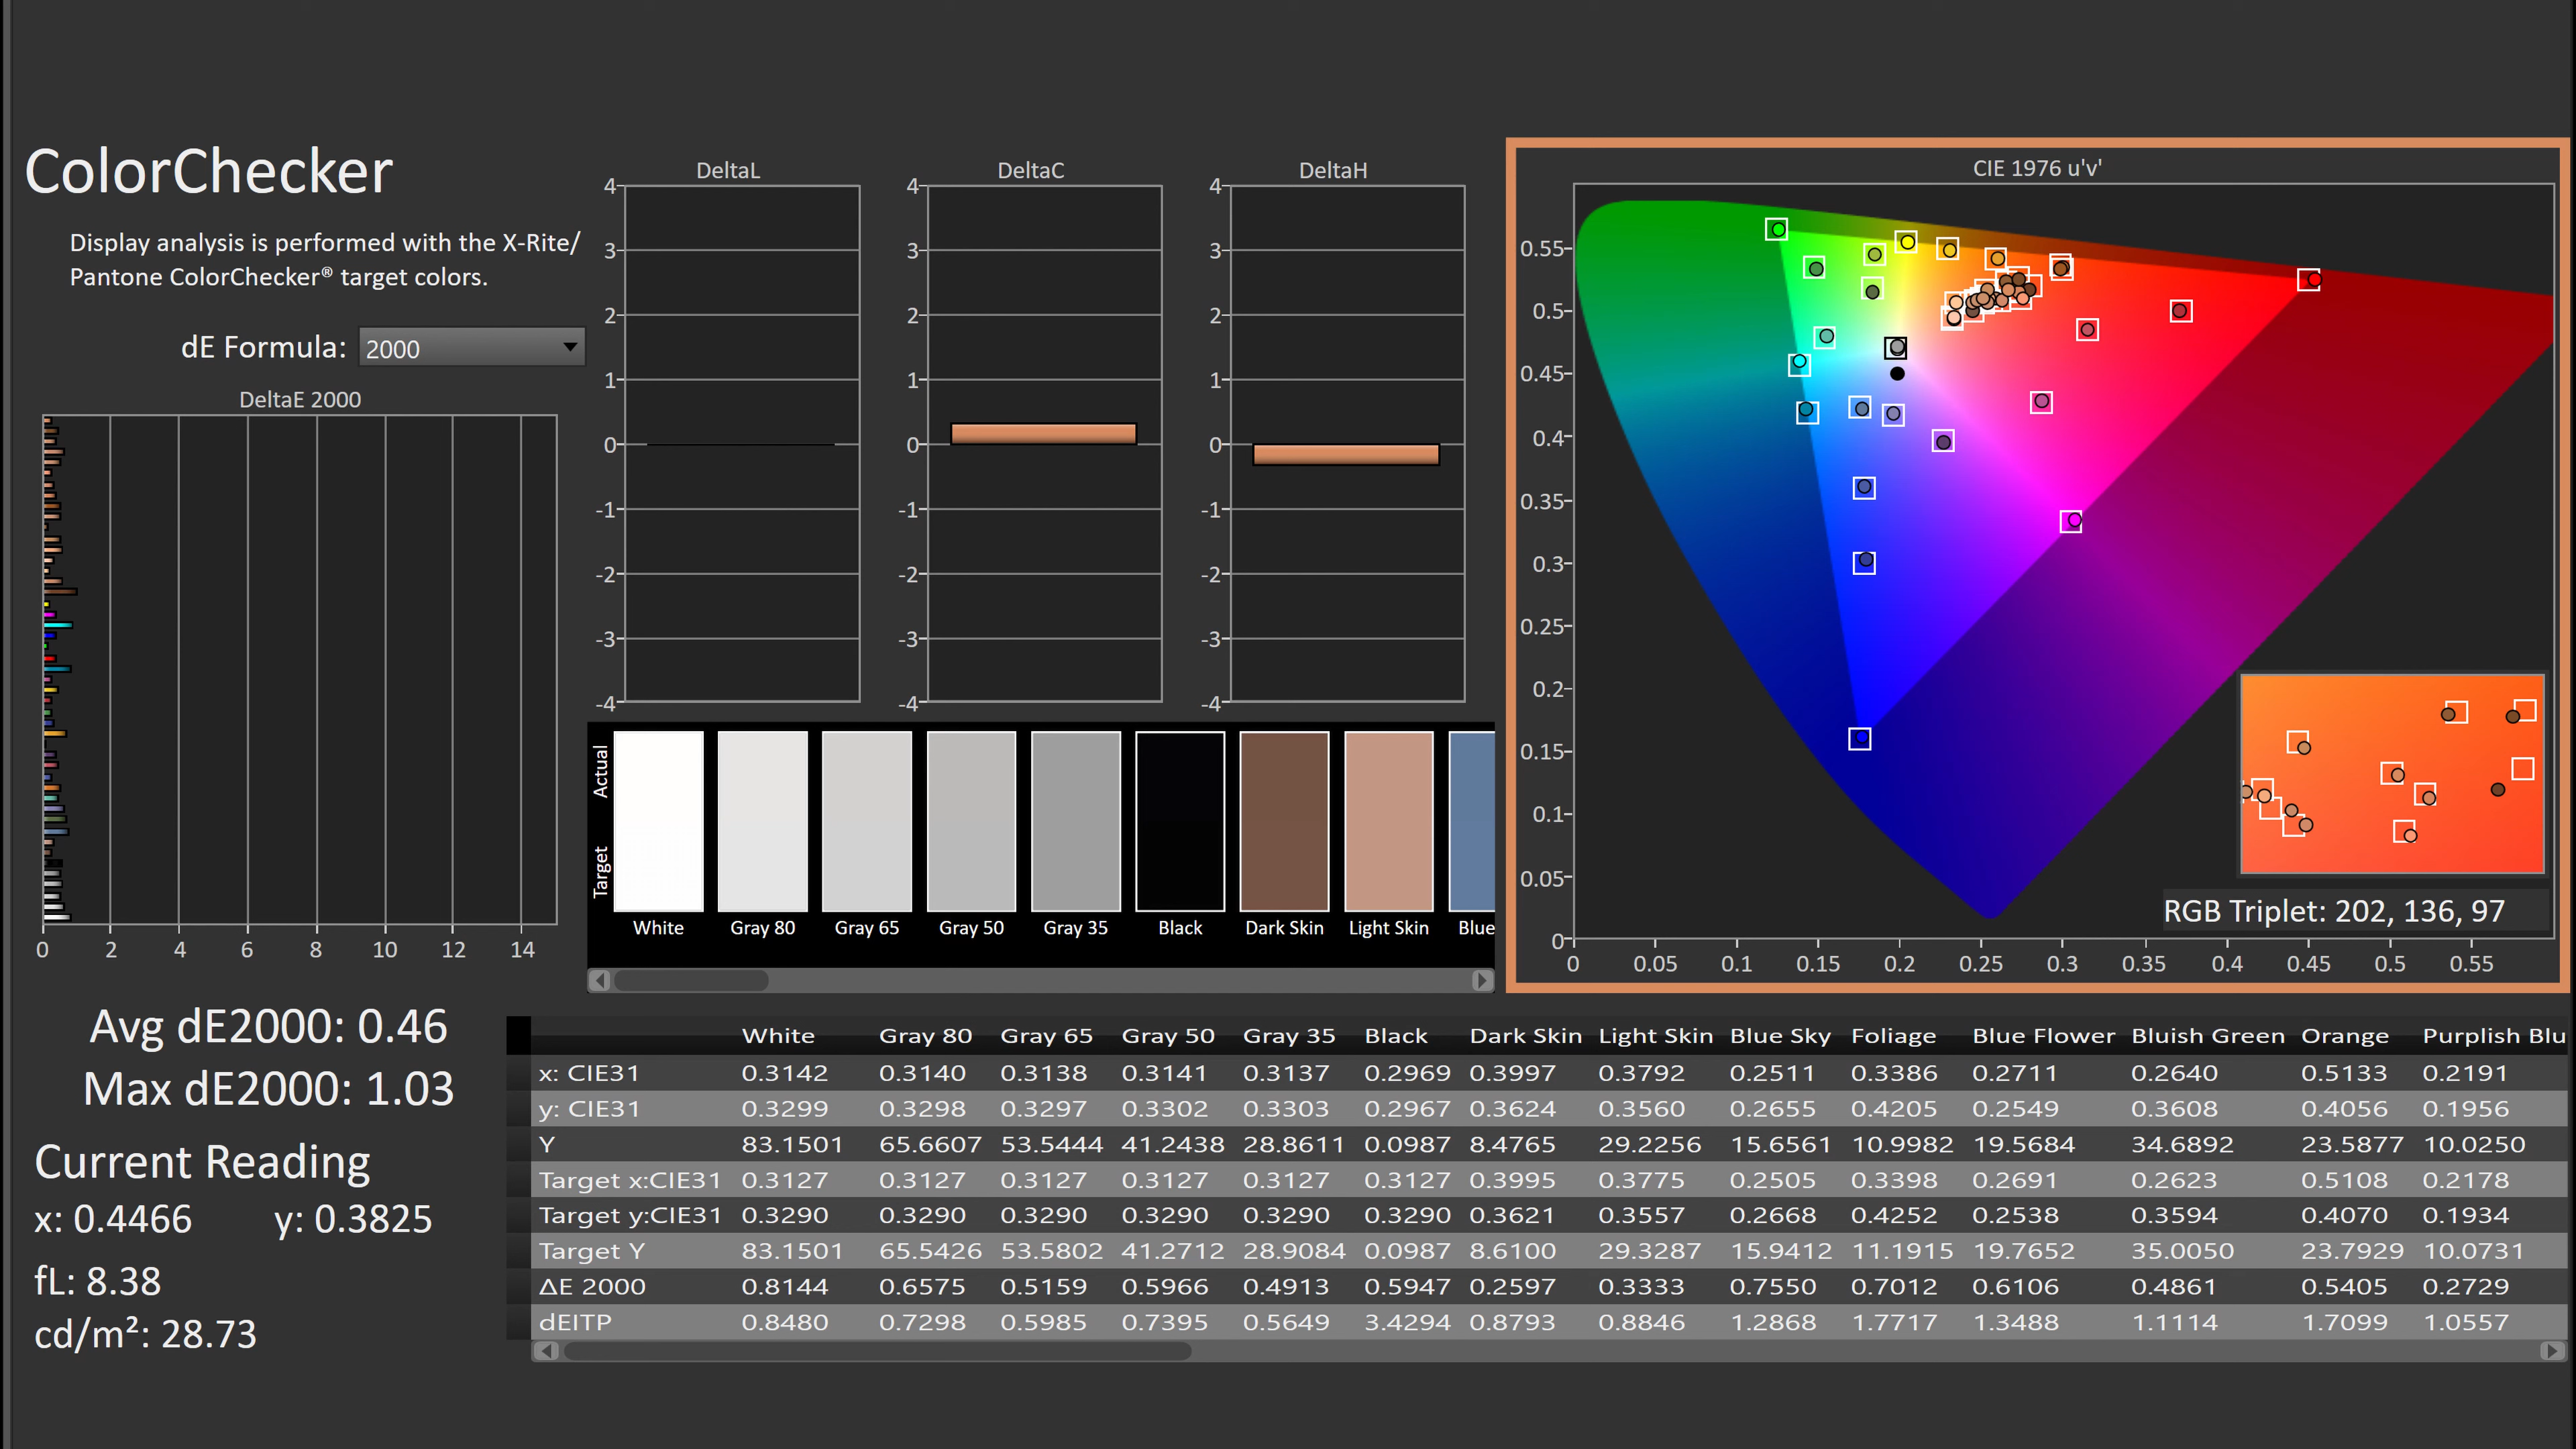 ColorChecker
Display analysis is performed with the X-Rite/
Pantone ColorChecker® target colors.
dE Formula: 2000
DeltaE 2000
0 2 4 6 8 10 12 14
DeltaL
4
3
2
1
0
-1
-2
-3
-4
DeltaC
4
3
2
1
0
-1
-2
-3
-4
DeltaH
4
3
2
1
0
-1
-2
-3
-4
Actual
Target
White Gray 80 Gray 65 Gray 50 Gray 35 Black Dark Skin Light Skin Blue
CIE 1976 u'v'
0.55
0.5
0.45
0.4
0.35
0.3
0.25
0.2
0.15
0.1
0.05
0
0 0.05 0.1 0.15 0.2 0.25 0.3 0.35 0.4 0.45 0.5 0.55
RGB Triplet: 202, 136, 97
Avg dE2000: 0.46
Max dE2000: 1.03
Current Reading
x: 0.4466 y: 0.3825
fL: 8.38
cd/m²: 28.73
White Gray 80 Gray 65 Gray 50 Gray 35 Black Dark Skin Light Skin Blue Sky Foliage Blue Flower Bluish Green Orange Purplish Blu
x: CIE31 0.3142 0.3140 0.3138 0.3141 0.3137 0.2969 0.3997 0.3792 0.2511 0.3386 0.2711 0.2640 0.5133 0.2191
y: CIE31 0.3299 0.3298 0.3297 0.3302 0.3303 0.2967 0.3624 0.3560 0.2655 0.4205 0.2549 0.3608 0.4056 0.1956
Y 83.1501 65.6607 53.5444 41.2438 28.8611 0.0987 8.4765 29.2256 15.6561 10.9982 19.5684 34.6892 23.5877 10.0250
Target x:CIE31 0.3127 0.3127 0.3127 0.3127 0.3127 0.3127 0.3995 0.3775 0.2505 0.3398 0.2691 0.2623 0.5108 0.2178
Target y:CIE31 0.3290 0.3290 0.3290 0.3290 0.3290 0.3290 0.3621 0.3557 0.2668 0.4252 0.2538 0.3594 0.4070 0.1934
Target Y 83.1501 65.5426 53.5802 41.2712 28.9084 0.0987 8.6100 29.3287 15.9412 11.1915 19.7652 35.0050 23.7929 10.0731
ΔE 2000 0.8144 0.6575 0.5159 0.5966 0.4913 0.5947 0.2597 0.3333 0.7550 0.7012 0.6106 0.4861 0.5405 0.2729
dEITP 0.8480 0.7298 0.5985 0.7395 0.5649 3.4294 0.8793 0.8846 1.2868 1.7717 1.3488 1.1114 1.7099 1.0557